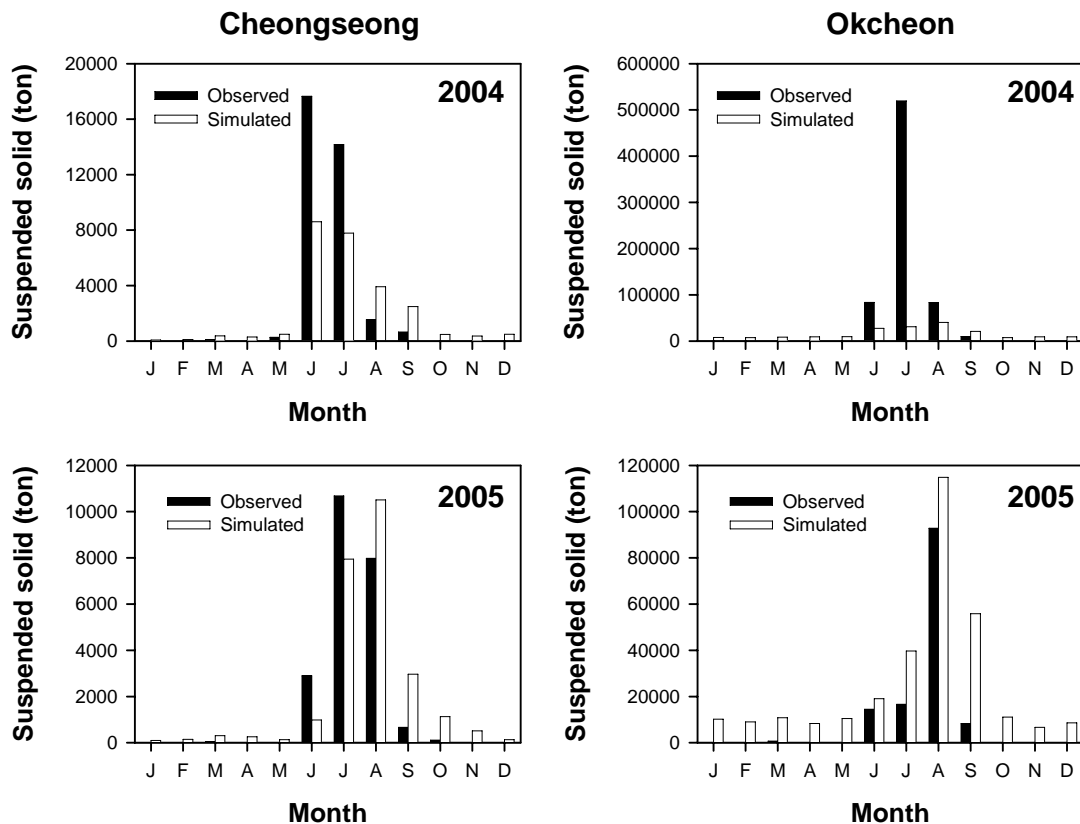 Cheongseong
Okcheon
Suspended solid (ton)
20000
16000
12000
8000
4000
0
Observed
Simulated
2004
J F M A M J J A S O N D
Month
Suspended solid (ton)
600000
500000
400000
300000
200000
100000
0
Observed
Simulated
2004
J F M A M J J A S O N D
Month
Suspended solid (ton)
12000
10000
8000
6000
4000
2000
0
Observed
Simulated
2005
J F M A M J J A S O N D
Month
Suspended solid (ton)
120000
100000
80000
60000
40000
20000
0
Observed
Simulated
2005
J F M A M J J A S O N D
Month